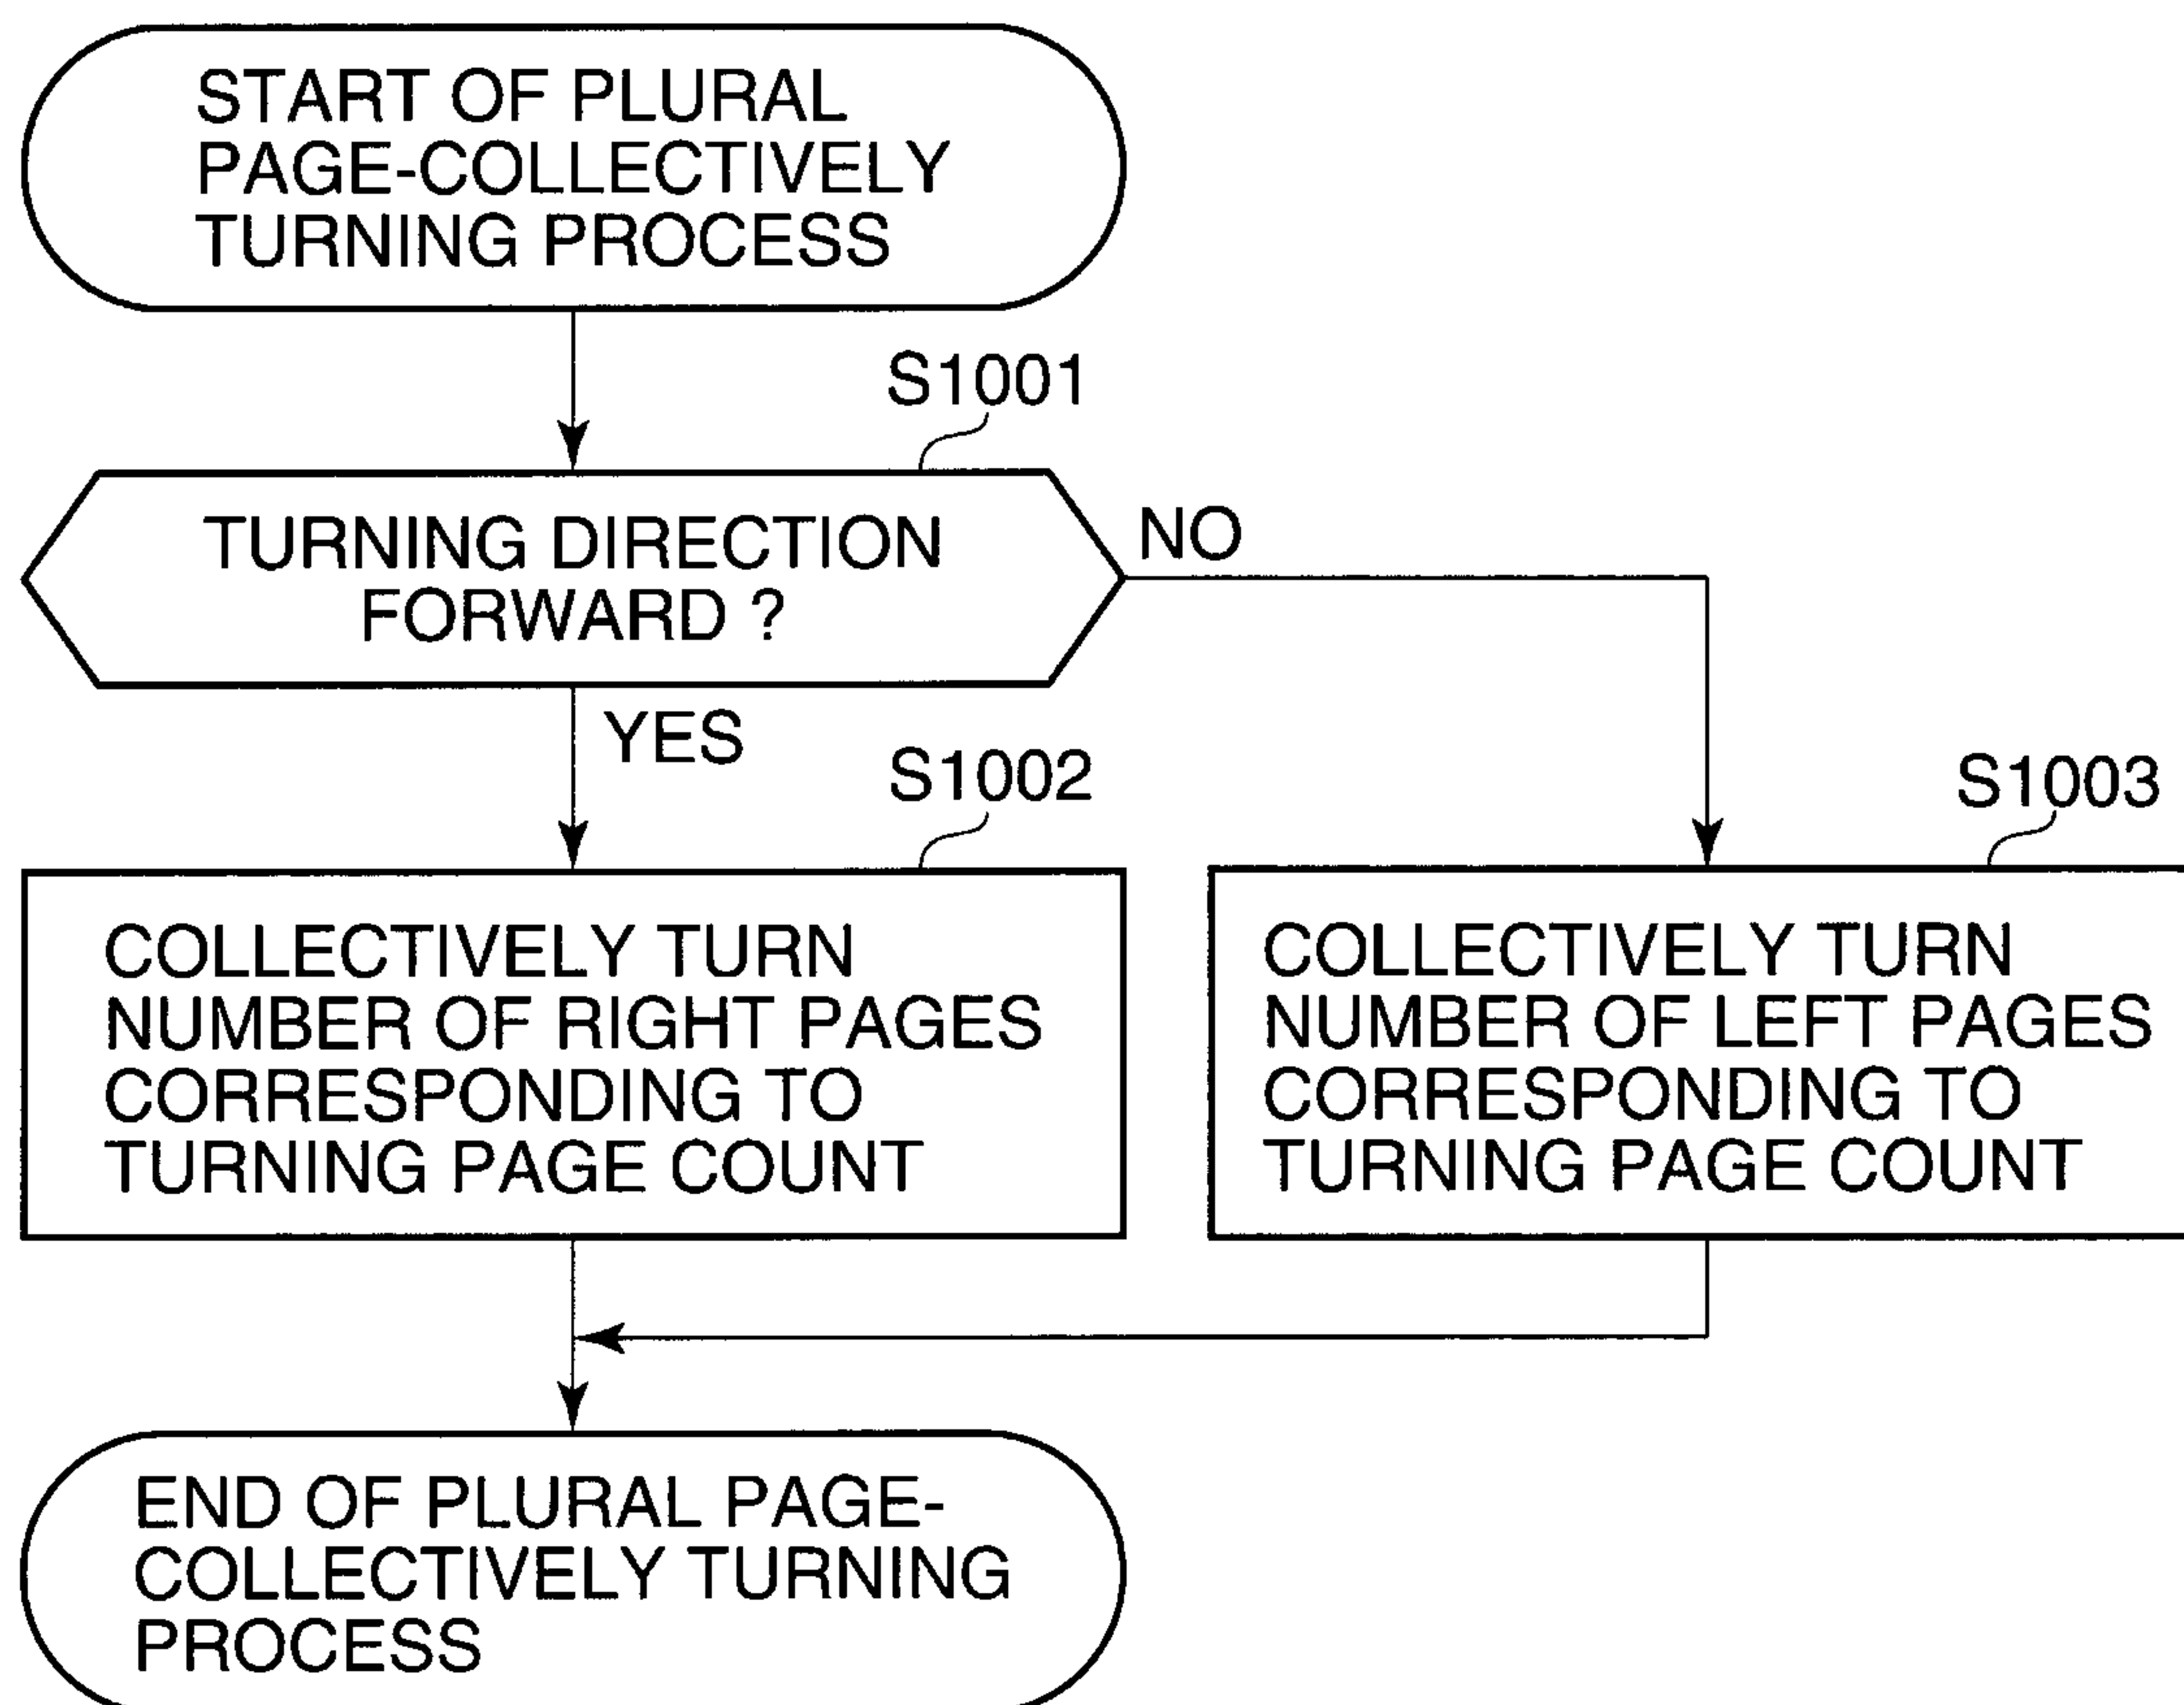 START OF PLURAL
PAGE-COLLECTIVELY
TURNING PROCESS
S1001
TURNING DIRECTION
FORWARD ?
NO
YES
S1002
COLLECTIVELY TURN
NUMBER OF RIGHT PAGES
CORRESPONDING TO
TURNING PAGE COUNT
S1003
COLLECTIVELY TURN
NUMBER OF LEFT PAGES
CORRESPONDING TO
TURNING PAGE COUNT
END OF PLURAL PAGE-
COLLECTIVELY TURNING
PROCESS